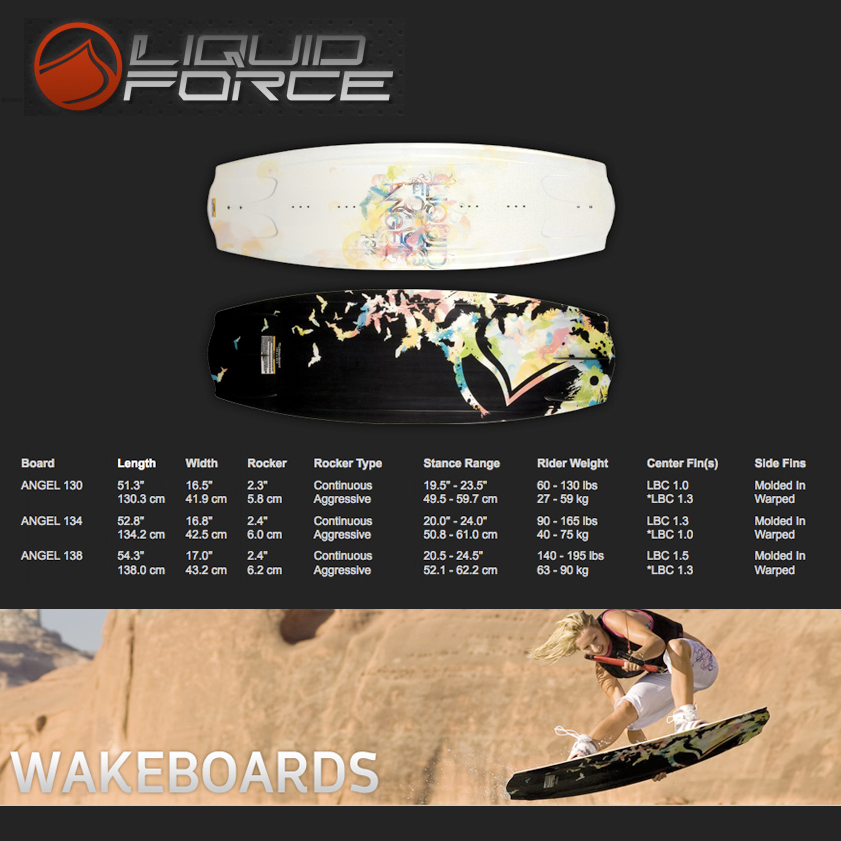 LIQUID
FORCE
LIQUID
FORCE
ANGEL
Board Length Width Rocker Rocker Type Stance Range Rider Weight Center Fin(s) Side Fins
ANGEL 130 51.3" 16.5" 2.3" Continuous 19.5" - 23.5" 60 - 130 lbs LBC 1.0 Molded In
130.3 cm 41.9 cm 5.8 cm Aggressive 49.5 - 59.7 cm 27 - 59 kg *LBC 1.3 Warped
ANGEL 134 52.8" 16.8" 2.4" Continuous 20.0" - 24.0" 90 - 165 lbs LBC 1.3 Molded In
134.2 cm 42.5 cm 6.0 cm Aggressive 50.8 - 61.0 cm 40 - 75 kg *LBC 1.0 Warped
ANGEL 138 54.3" 17.0" 2.4" Continuous 20.5 - 24.5" 140 - 195 lbs LBC 1.5 Molded In
138.0 cm 43.2 cm 6.2 cm Aggressive 52.1 - 62.2 cm 63 - 90 kg *LBC 1.3 Warped
WAKEBOARDS